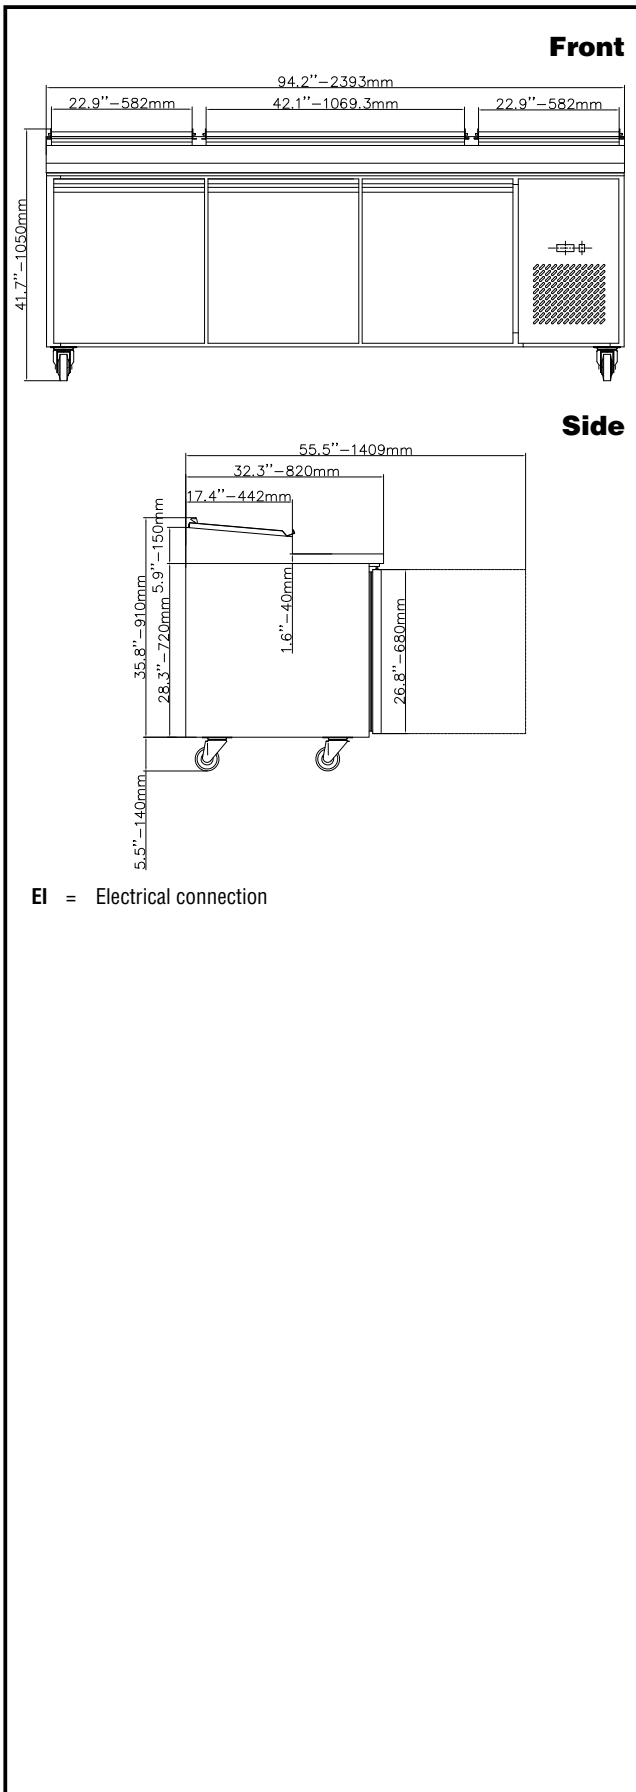 Front
94.2’’−2393mm
22.9’’−582mm
42.1’’−1069.3mm
22.9’’−582mm
41.7’’−1050mm
Side
55.5’’−1409mm
32.3’’−820mm
17.4’’−442mm
5.9’’−150mm
35.8’’−910mm
28.3’’−720mm
1.6’’−40mm
26.8’’−680mm
5.5’’−140mm
EI = Electrical connection